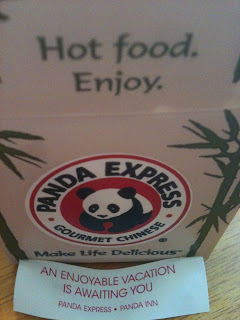 Hot food.
Enjoy.
PANDA EXPRESS
GOURMET CHINESE
®
Make Life Delicious™
AN ENJOYABLE VACATION
IS AWAITING YOU
PANDA EXPRESS • PANDA INN